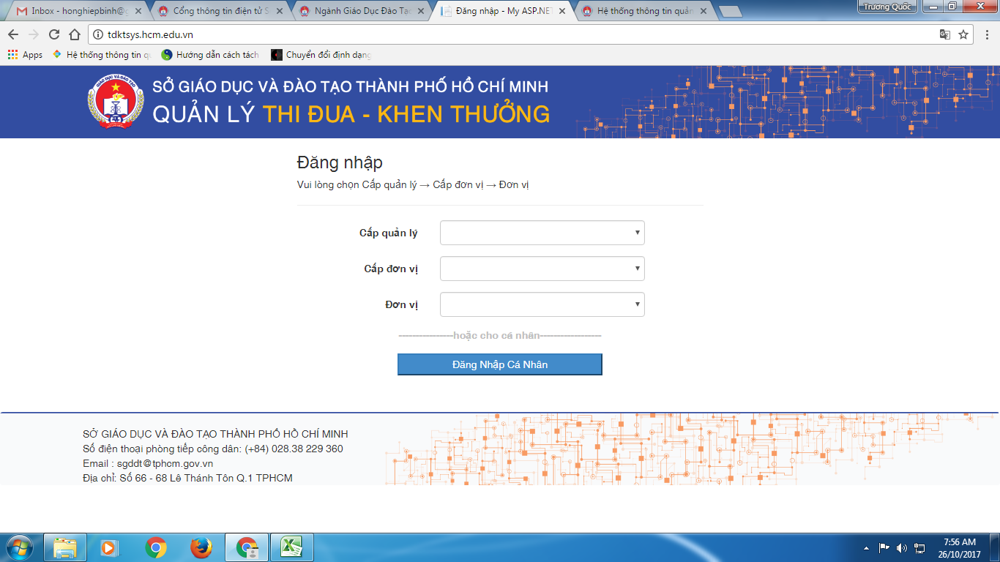 Inbox - honghiepbinh@g
Cổng thông tin điện tử S
Ngành Giáo Dục Đào Tạo
Đăng nhập - My ASP.NET
Hệ thống thông tin quản
Trương Quốc
tdktsys.hcm.edu.vn
Apps
Hệ thống thông tin qu
Hướng dẫn cách tách
Chuyển đổi định dạng
SỞ GIÁO DỤC VÀ ĐÀO TẠO THÀNH PHỐ HỒ CHÍ MINH
QUẢN LÝ THI ĐUA - KHEN THƯỞNG
Đăng nhập
Vui lòng chọn Cấp quản lý → Cấp đơn vị → Đơn vị
Cấp quản lý
Cấp đơn vị
Đơn vị
----------------hoặc cho cá nhân------------------
Đăng Nhập Cá Nhân
SỞ GIÁO DỤC VÀ ĐÀO TẠO THÀNH PHỐ HỒ CHÍ MINH
Số điện thoại phòng tiếp công dân: (+84) 028.38 229 360
Email : sgddt@tphcm.gov.vn
Địa chỉ: Số 66 - 68 Lê Thánh Tôn Q.1 TPHCM
7:56 AM
26/10/2017